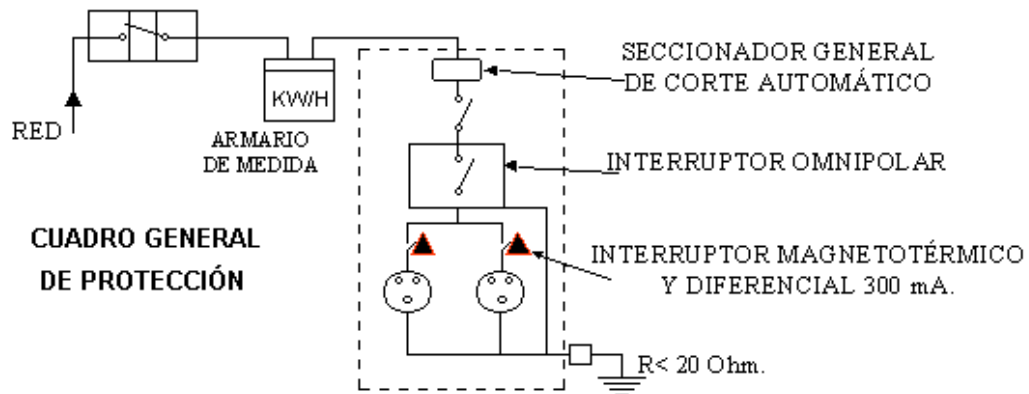 SECCIONADOR GENERAL
DE CORTE AUTOMÁTICO
KW/H
RED
ARMARIO
DE MEDIDA
INTERRUPTOR OMNIPOLAR
CUADRO GENERAL
DE PROTECCIÓN
INTERRUPTOR MAGNETOTÉRMICO
Y DIFERENCIAL 300 mA.
R< 20 Ohm.